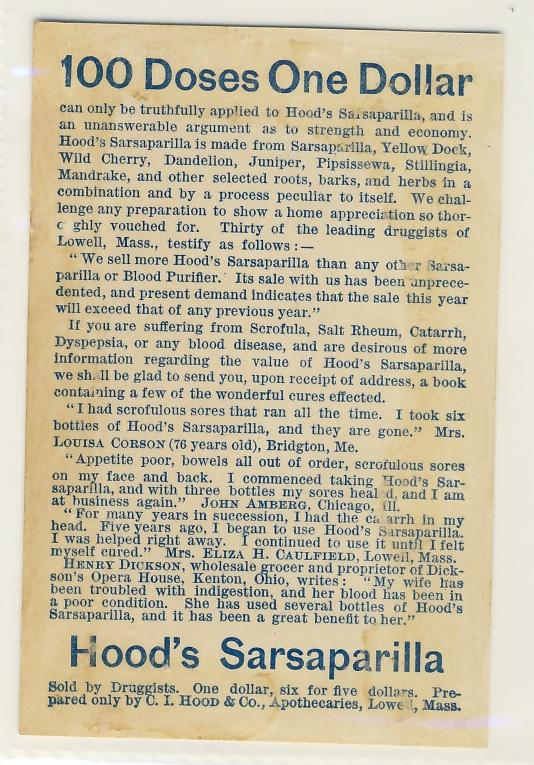 100 Doses One Dollar
can only be truthfully applied to Hood's Sarsaparilla, and is
an unanswerable argument as to strength and economy.
Hood's Sarsaparilla is made from Sarsaparilla, Yellow Dock,
Wild Cherry, Dandelion, Juniper, Pipsissewa, Stillingia,
Mandrake, and other selected roots, barks, and herbs in a
combination and by a process peculiar to itself. We chal-
lenge any preparation to show a home appreciation so thor-
oughly vouched for. Thirty of the leading druggists of
Lowell, Mass., testify as follows:—
"We sell more Hood's Sarsaparilla than any other Sarsa-
parilla or Blood Purifier. Its sale with us has been unprece-
dented, and present demand indicates that the sale this year
will exceed that of any previous year."
If you are suffering from Scrofula, Salt Rheum, Catarrh,
Dyspepsia, or any blood disease, and are desirous of more
information regarding the value of Hood's Sarsaparilla,
we shall be glad to send you, upon receipt of address, a book
containing a few of the wonderful cures effected.
"I had scrofulous sores that ran all the time. I took six
bottles of Hood's Sarsaparilla, and they are gone." Mrs.
LOUISA CORSON (76 years old), Bridgton, Me.
"Appetite poor, bowels all out of order, scrofulous sores
on my face and back. I commenced taking Hood's Sar-
saparilla, and with three bottles my sores healed, and I am
at business again." JOHN AMBERG, Chicago, Ill.
"For many years in succession, I had the catarrh in my
head. Five years ago, I began to use Hood's Sarsaparilla.
I was helped right away. I continued to use it until I felt
myself cured." MRS. ELIZA H. CAULFIELD, Lowell, Mass.
HENRY DICKSON, wholesale grocer and proprietor of Dick-
son's Opera House, Kenton, Ohio, writes: "My wife has
been troubled with indigestion, and her blood has been in
a poor condition. She has used several bottles of Hood's
Sarsaparilla, and it has been a great benefit to her."
Hood's Sarsaparilla
Sold by Druggists. One dollar, six for five dollars. Pre-
pared only by C. I. HOOD & Co., Apothecaries, Lowell, Mass.